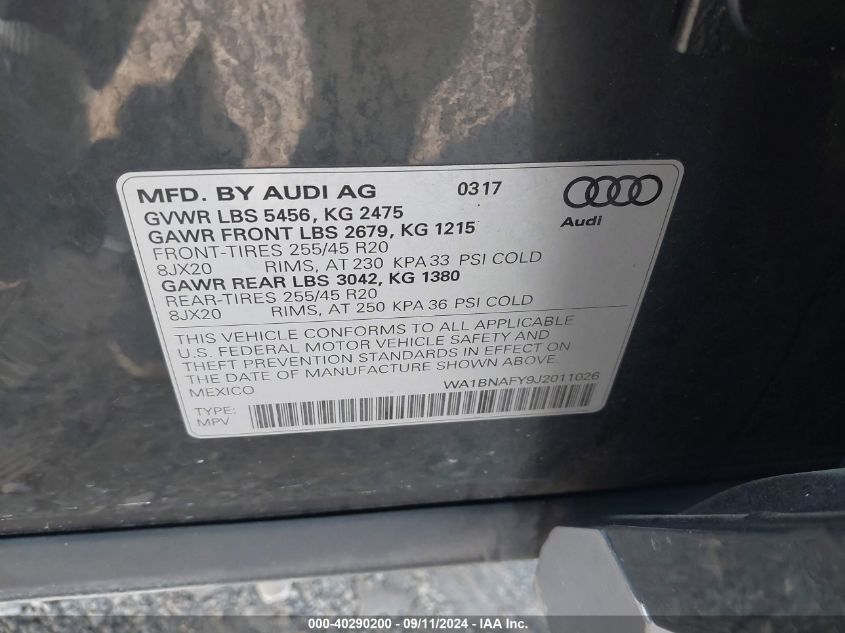 MFD. BY AUDI AG 0317
Audi
GVWR LBS 5456, KG 2475
GAWR FRONT LBS 2679, KG 1215
FRONT-TIRES 255/45 R20
8JX20 RIMS, AT 230 KPA 33 PSI COLD
GAWR REAR LBS 3042, KG 1380
REAR-TIRES 255/45 R20
8JX20 RIMS, AT 250 KPA 36 PSI COLD
THIS VEHICLE CONFORMS TO ALL APPLICABLE
U.S. FEDERAL MOTOR VEHICLE SAFETY AND
THEFT PREVENTION STANDARDS IN EFFECT ON
THE DATE OF MANUFACTURE SHOWN ABOVE.
MEXICO WA1BNAFY9J2011026
TYPE:
MPV
000-40290200 - 09/11/2024 - IAA Inc.